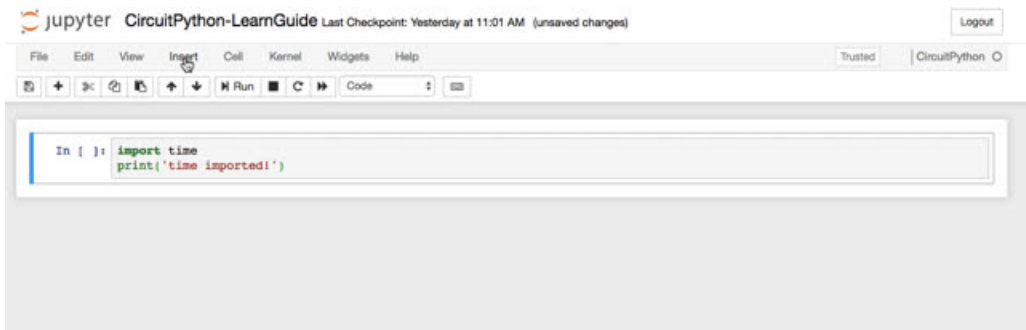 jupyter CircuitPython-LearnGuide Last Checkpoint: Yesterday at 11:01 AM (unsaved changes) Logout
File Edit View Insert Cell Kernel Widgets Help Trusted CircuitPython
Run Code
In [ ]: import time
print('time imported!')